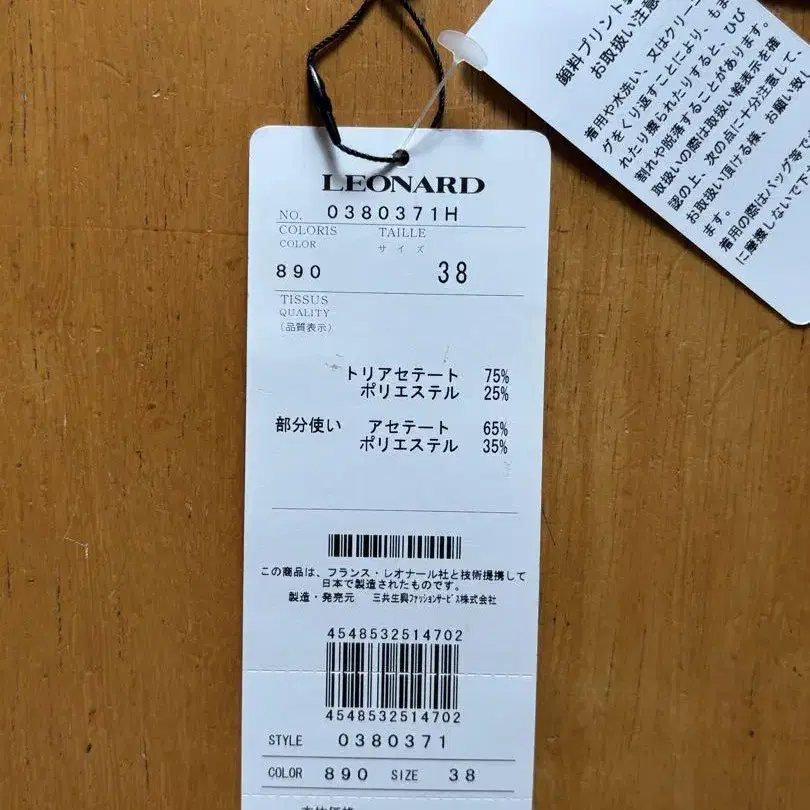 LEONARD
NO. 0380371H
COLORIS TAILLE
COLOR サイズ
890 38
TISSUS
QUALITY
(品質表示)
トリアセテート 75%
ポリエステル 25%
部分使い アセテート 65%
ポリエステル 35%
この商品は、フランス・レオナール社と技術提携して
日本で製造されたものです。
製造・発売元 三共生興ファッションサービス株式会社
4548532514702
4548532514702
STYLE 0380371
COLOR 890 SIZE 38
本体価格
顔料プリント
お取扱い注意
着用や水洗い、又はクリーニ
グをくり返すことにより、もま
れたり擦られたりすると、ひび
割れや脱落することがあります。
取扱いの際は取扱い絵表示を確
認の上、次の点に十分注意して、
お取扱い頂ける様、お願い致し
ます。
着用の際はバッグ等で
に摩擦しないで下